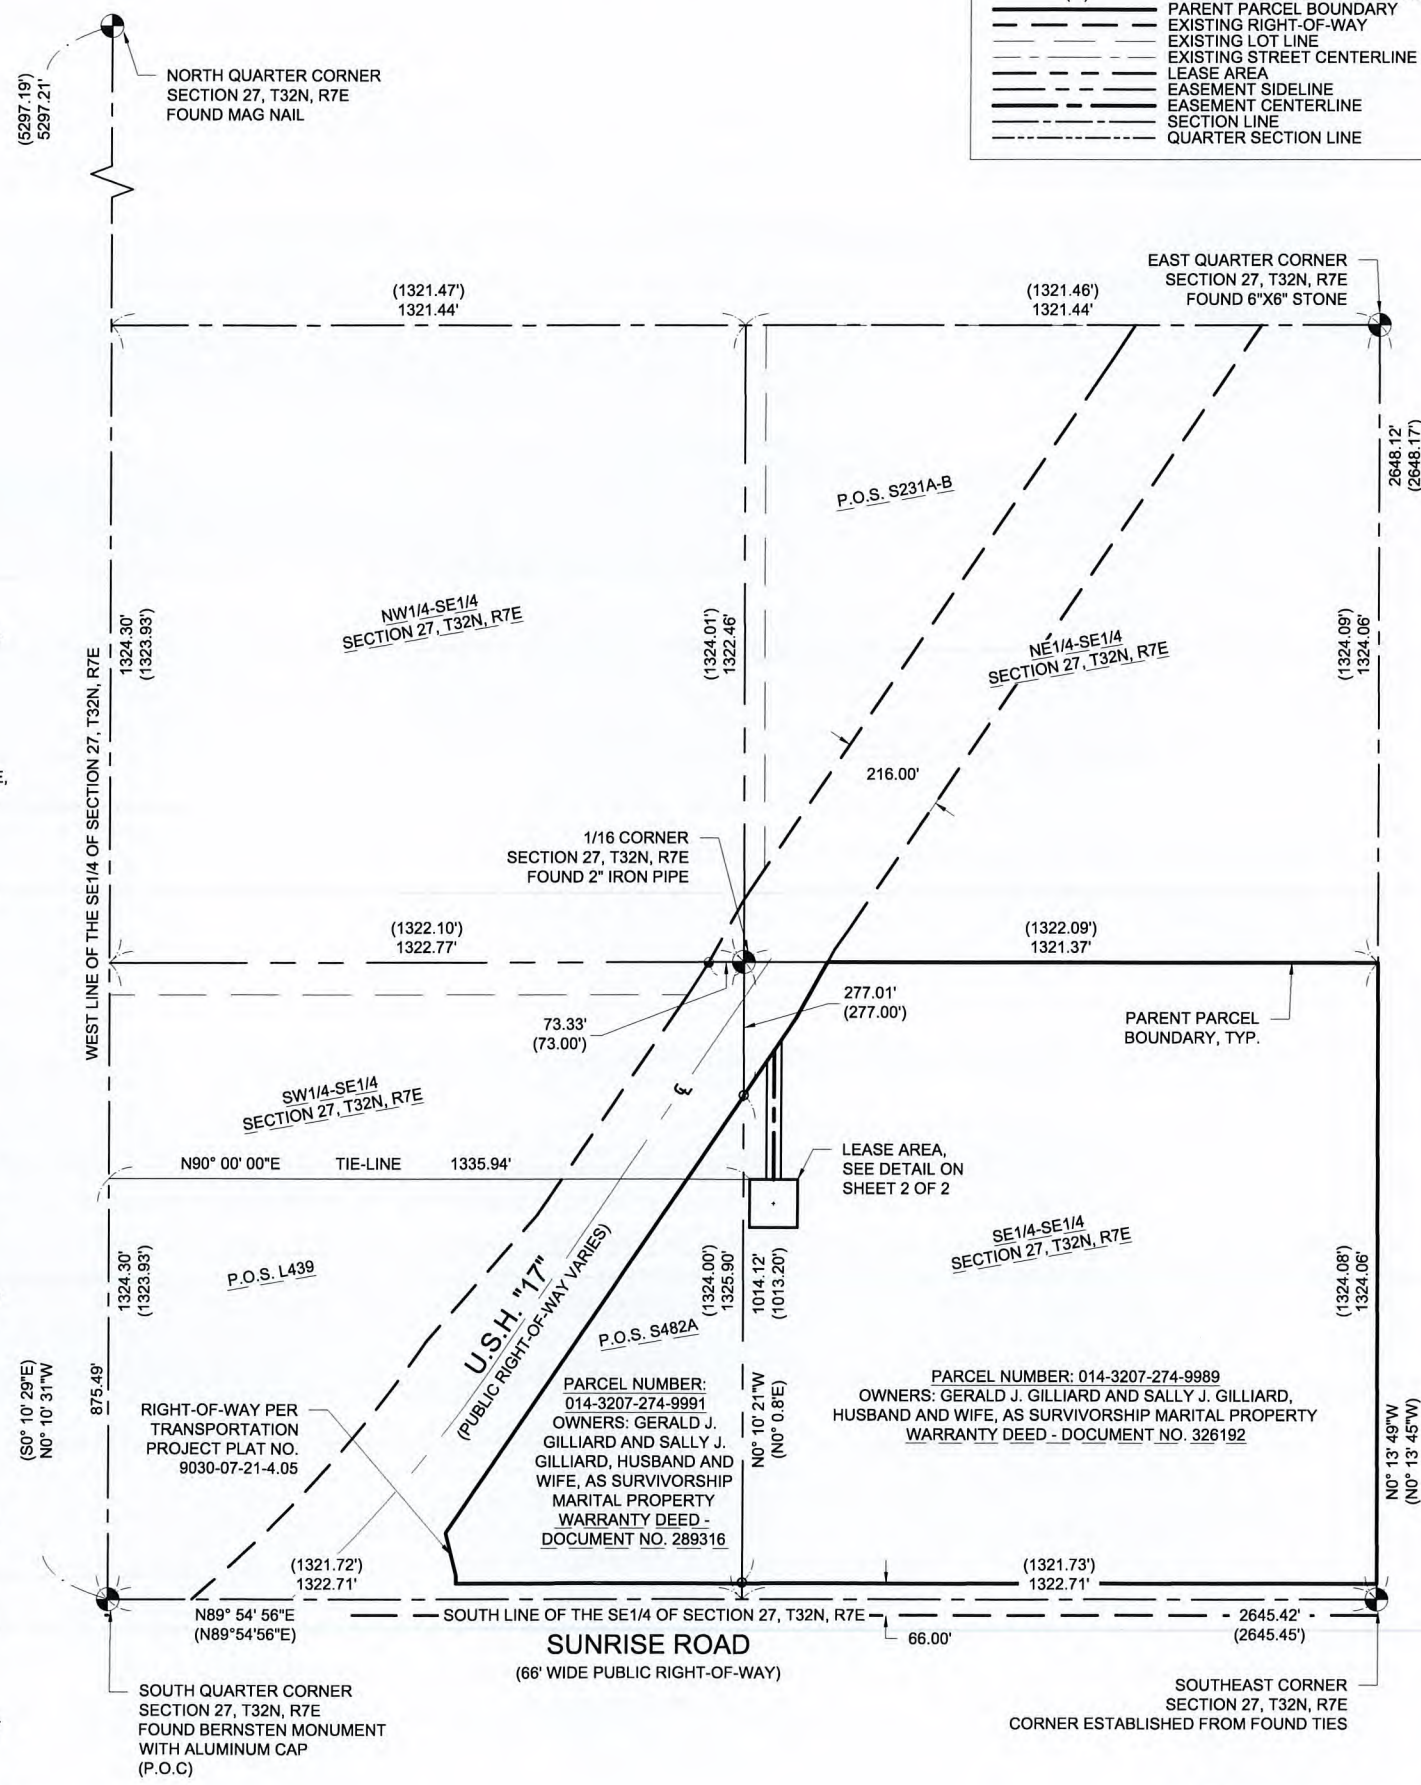 PARENT PARCEL BOUNDARY
EXISTING RIGHT-OF-WAY
EXISTING LOT LINE
EXISTING STREET CENTERLINE
LEASE AREA
EASEMENT SIDELINE
EASEMENT CENTERLINE
SECTION LINE
QUARTER SECTION LINE
(5297.19')
5297.21'
NORTH QUARTER CORNER
SECTION 27, T32N, R7E
FOUND MAG NAIL
EAST QUARTER CORNER
SECTION 27, T32N, R7E
FOUND 6"X6" STONE
(1321.47')
1321.44'
(1321.46')
1321.44'
2648.12'
(2648.17')
P.O.S. S231A-B
NW1/4-SE1/4
SECTION 27, T32N, R7E
NE1/4-SE1/4
SECTION 27, T32N, R7E
1324.30'
(1323.93')
(1324.01')
1322.46'
(1324.09')
1324.06'
WEST LINE OF THE SE1/4 OF SECTION 27, T32N, R7E
216.00'
1/16 CORNER
SECTION 27, T32N, R7E
FOUND 2" IRON PIPE
(1322.10')
1322.77'
(1322.09')
1321.37'
73.33'
(73.00')
277.01'
(277.00')
PARENT PARCEL
BOUNDARY, TYP.
SW1/4-SE1/4
SECTION 27, T32N, R7E
N90° 00' 00"E TIE-LINE 1335.94'
LEASE AREA,
SEE DETAIL ON
SHEET 2 OF 2
SE1/4-SE1/4
SECTION 27, T32N, R7E
P.O.S. L439
1324.30'
(1323.93')
U.S.H. "17"
(PUBLIC RIGHT-OF-WAY VARIES)
P.O.S. S482A
(1324.00')
1325.90'
1014.12'
(1013.20')
(1324.08')
1324.06'
(S0° 10' 29"E)
N0° 10' 31"W
875.49'
RIGHT-OF-WAY PER
TRANSPORTATION
PROJECT PLAT NO.
9030-07-21-4.05
PARCEL NUMBER:
014-3207-274-9991
OWNERS: GERALD J.
GILLIARD AND SALLY J.
GILLIARD, HUSBAND AND
WIFE, AS SURVIVORSHIP
MARITAL PROPERTY
WARRANTY DEED -
DOCUMENT NO. 289316
N0° 10' 21"W
(N0° 0.8'E)
PARCEL NUMBER: 014-3207-274-9989
OWNERS: GERALD J. GILLIARD AND SALLY J. GILLIARD,
HUSBAND AND WIFE, AS SURVIVORSHIP MARITAL PROPERTY
WARRANTY DEED - DOCUMENT NO. 326192
N0° 13' 49"W
(N0° 13' 45"W)
(1321.72')
1322.71'
(1321.73')
1322.71'
N89° 54' 56"E
(N89°54'56"E)
SOUTH LINE OF THE SE1/4 OF SECTION 27, T32N, R7E
2645.42'
(2645.45')
SUNRISE ROAD
(66' WIDE PUBLIC RIGHT-OF-WAY)
66.00'
SOUTH QUARTER CORNER
SECTION 27, T32N, R7E
FOUND BERNSTEN MONUMENT
WITH ALUMINUM CAP
(P.O.C)
SOUTHEAST CORNER
SECTION 27, T32N, R7E
CORNER ESTABLISHED FROM FOUND TIES